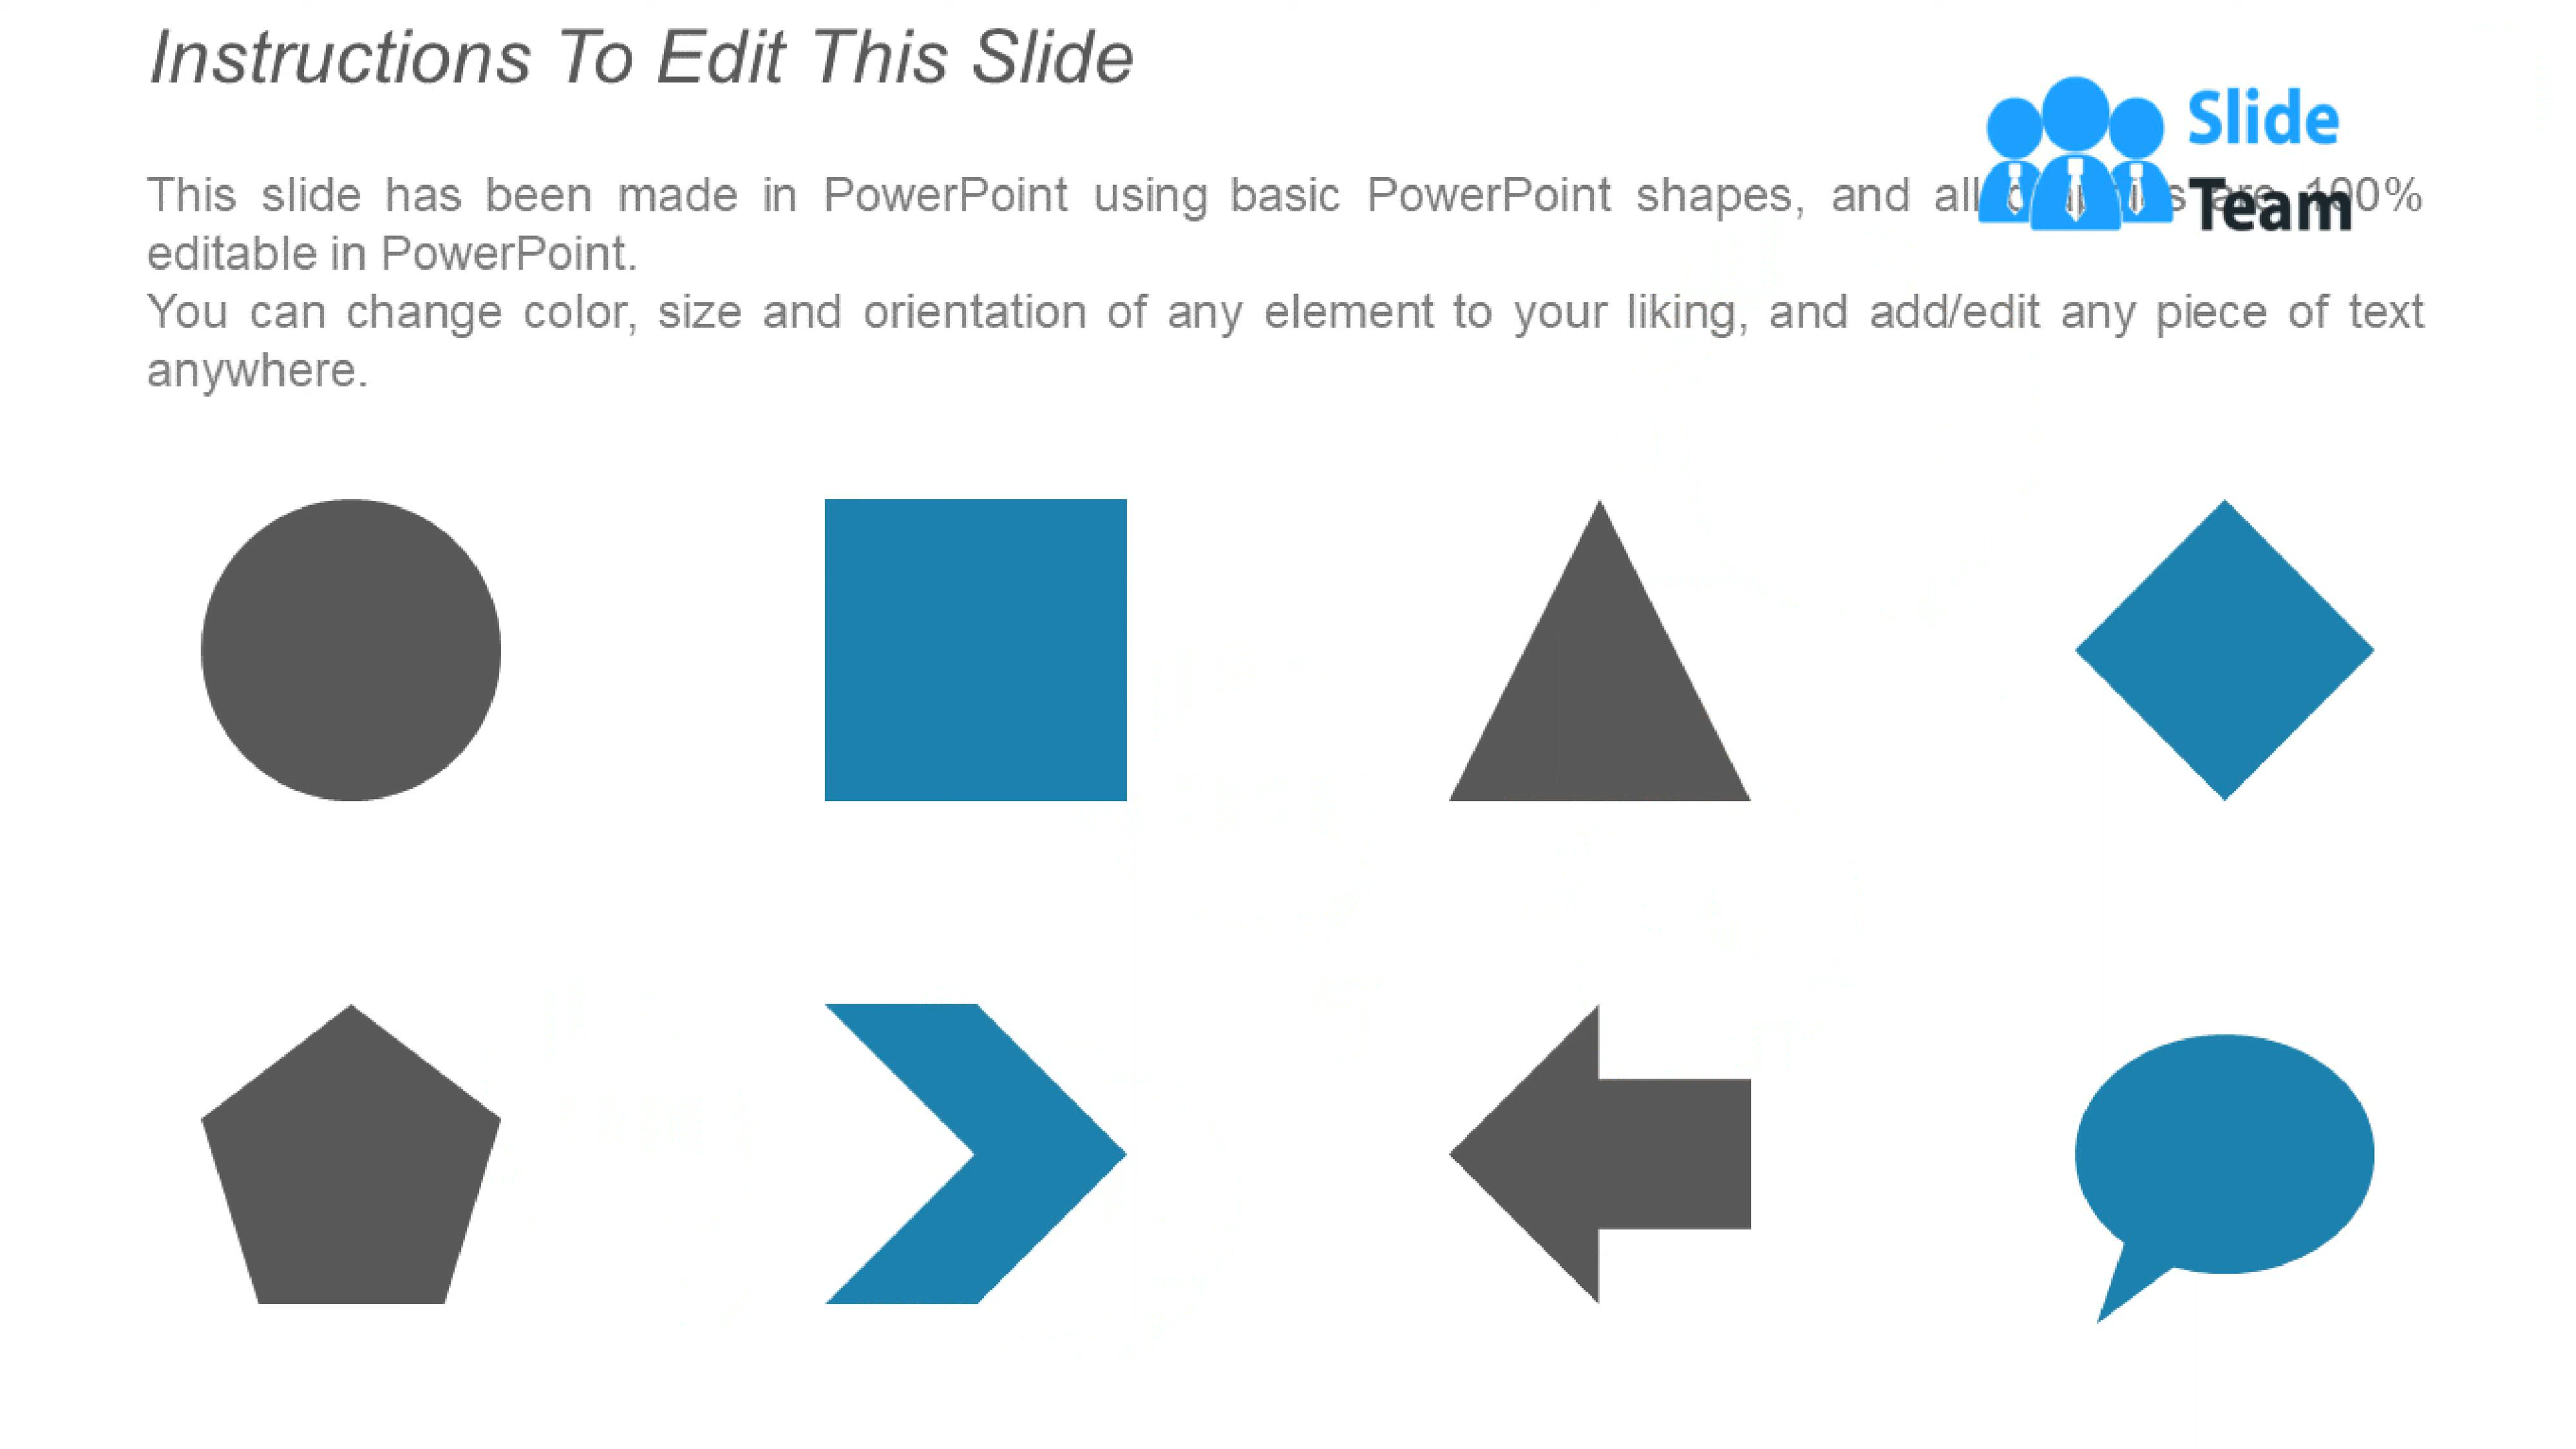 Instructions To Edit This Slide
Slide
Team
This slide has been made in PowerPoint using basic PowerPoint shapes, and all are 100%
editable in PowerPoint.
You can change color, size and orientation of any element to your liking, and add/edit any piece of text
anywhere.